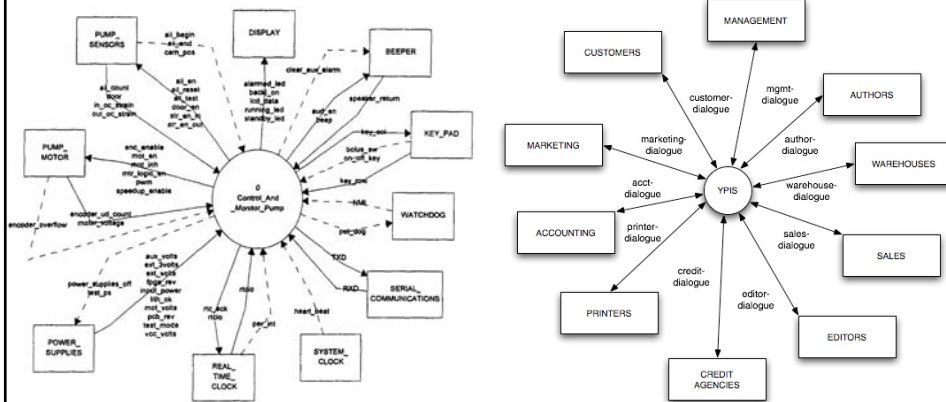 PUMP_
SENSORS
ail_begin
ail_end
cam_pos
DISPLAY
BEEPER
clear_aux_alarm
ail_count
door
in_oc_strain
out_oc_strain
ail_en
ail_reset
ail_test
door_en
str_en_in
str_en_out
alarmed_led
back_on
lcd_data
running_led
standby_led
aud_en
beep
speaker_return
key_col
KEY_PAD
bolus_sw
on_off_key
key_row
PUMP_
MOTOR
enc_enable
mot_en
mot_inh
mtr_logic_en
pwm
speedup_enable
0
Control_And
_Monitor_Pump
NMI
WATCHDOG
pet_dog
encoder_overflow
encoder_ud_count
motor_voltage
TXD
RXD
SERIAL_
COMMUNICATIONS
power_supplies_off
test_ps
aux_volts
ext_3volts
ext_volts
fpga_rev
input_power
mot_volts
pcb_rev
test_mode
vcc_volts
POWER_
SUPPLIES
rtc_ack
rtcio
rtcio
per_int
heart_beat
REAL_
TIME_
CLOCK
SYSTEM_
CLOCK
MANAGEMENT
CUSTOMERS
customer-
dialogue
mgmt-
dialogue
AUTHORS
author-
dialogue
MARKETING
marketing-
dialogue
WAREHOUSES
warehouse-
dialogue
YPIS
acct-
dialogue
ACCOUNTING
printer-
dialogue
sales-
dialogue
SALES
credit-
dialogue
editor-
dialogue
PRINTERS
EDITORS
CREDIT
AGENCIES